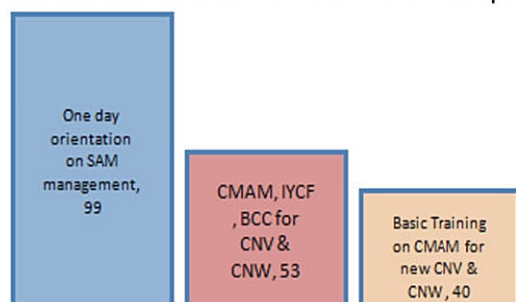 One day
orientation
on SAM
management,
99
CMAM, IYCF
, BCC for
CNV &
CNW, 53
Basic Training
on CMAM for
new CNV &
CNW, 40